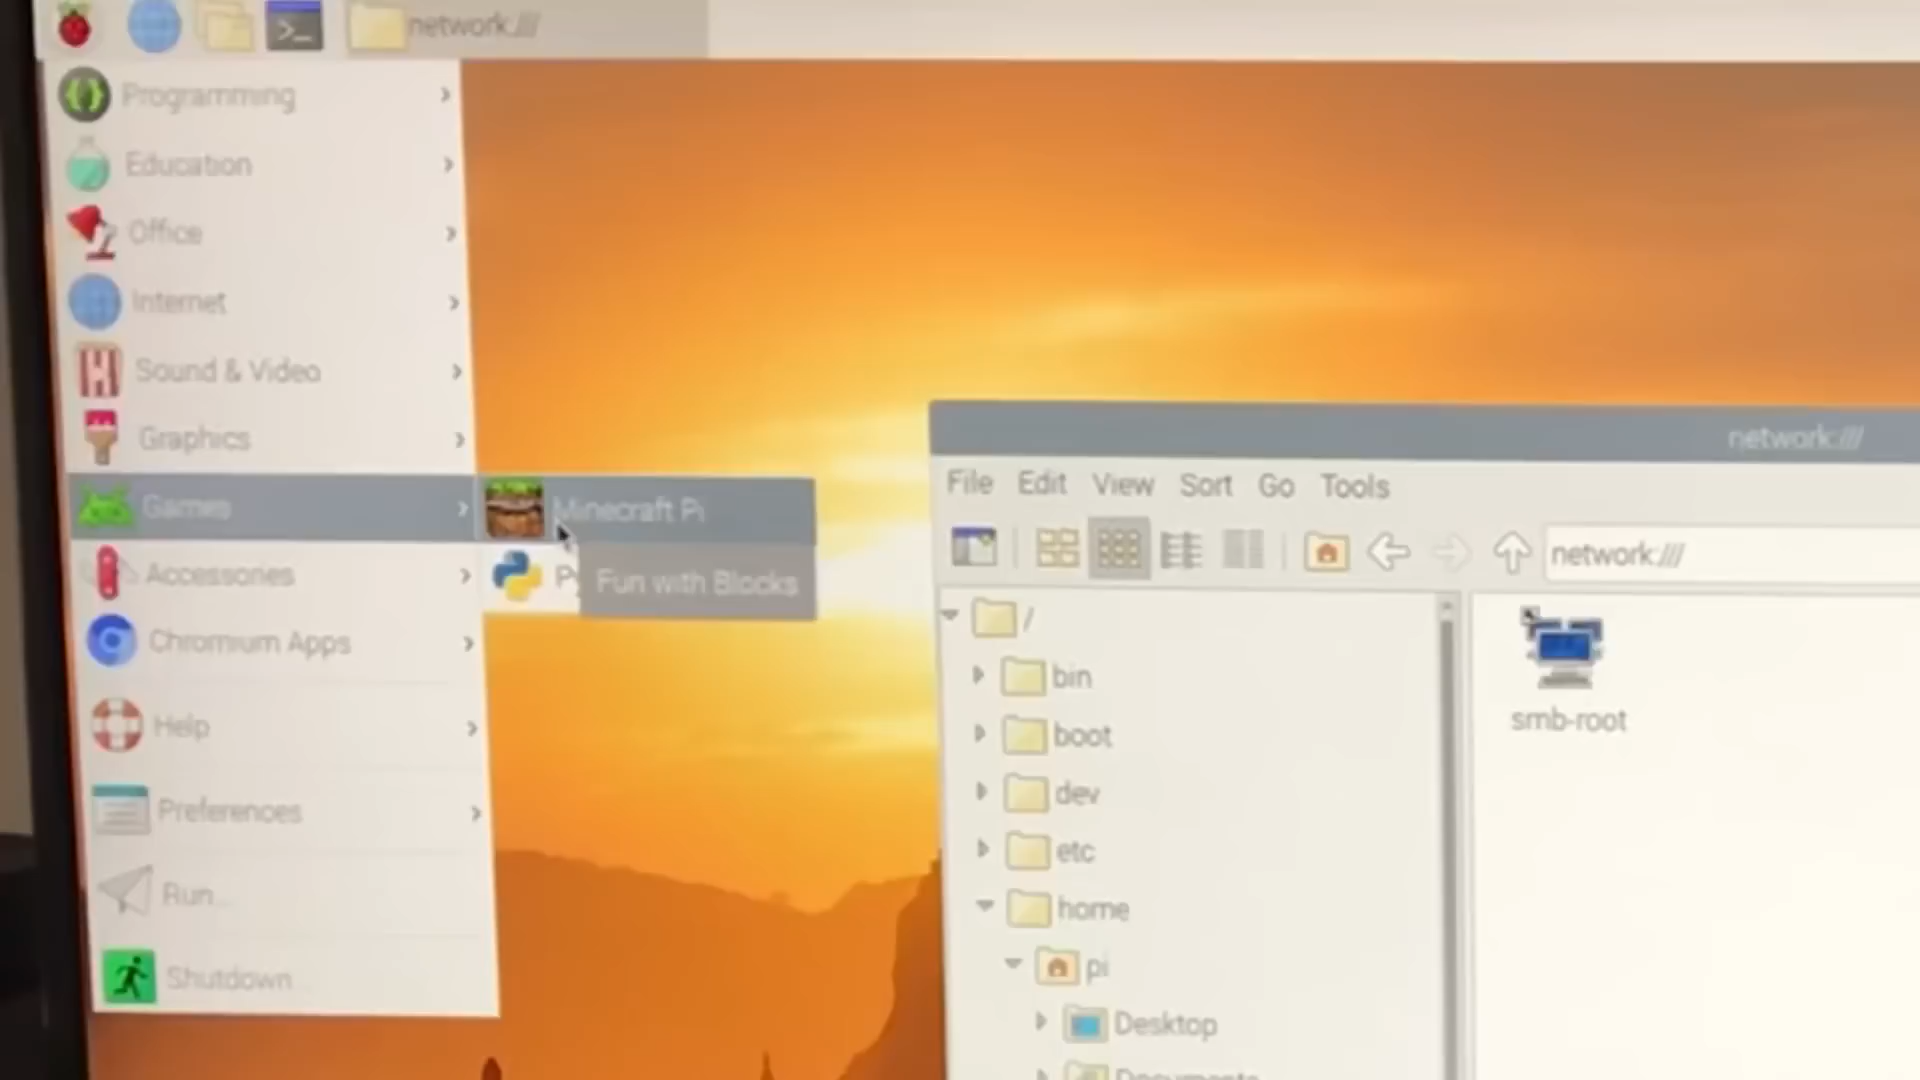 network:///
Programming
Education
Office
Internet
Sound & Video
Graphics
Games
Accessories
Chromium Apps
Help
Preferences
Run...
Shutdown
Minecraft Pi
Fun with Blocks
network:///
File Edit View Sort Go Tools
network:///
/
bin
boot
dev
etc
home
pi
Desktop
Documents
smb-root